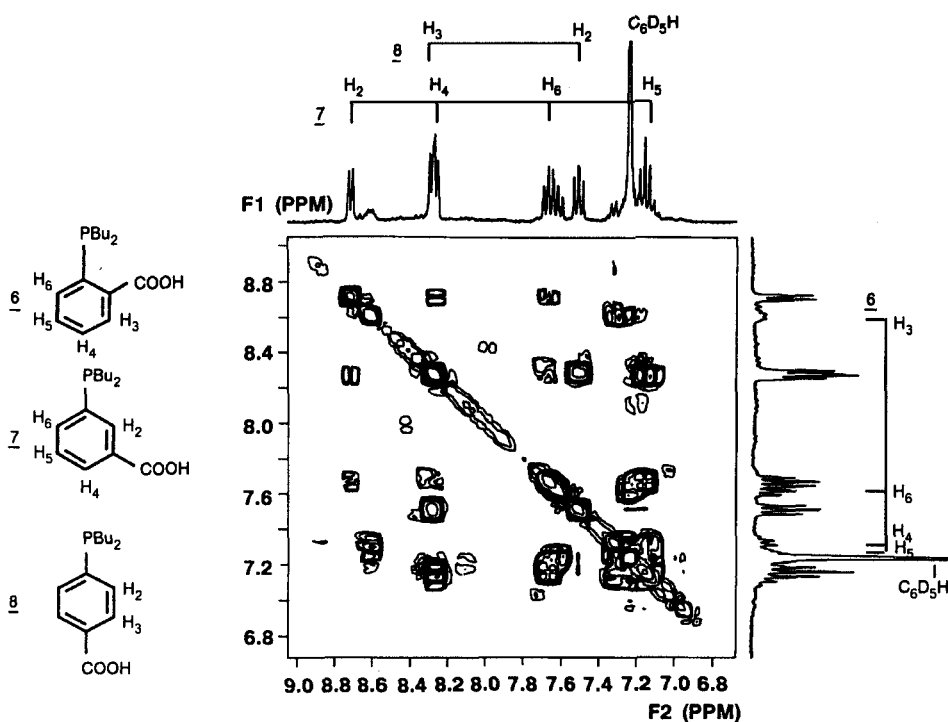 H3 H2 C6D5H
8
H2 H4 H6 H5
7
F1 (PPM)
PBu2
H6 COOH
6
H5 H3
H4
PBu2
H6 H2
7
H5 COOH
H4
PBu2
8
H2
H3
COOH
8.8
8.4
8.0
7.6
7.2
6.8
9.0 8.8 8.6 8.4 8.2 8.0 7.8 7.6 7.4 7.2 7.0 6.8
F2 (PPM)
6
H3
H6
H4
H5
C6D5H